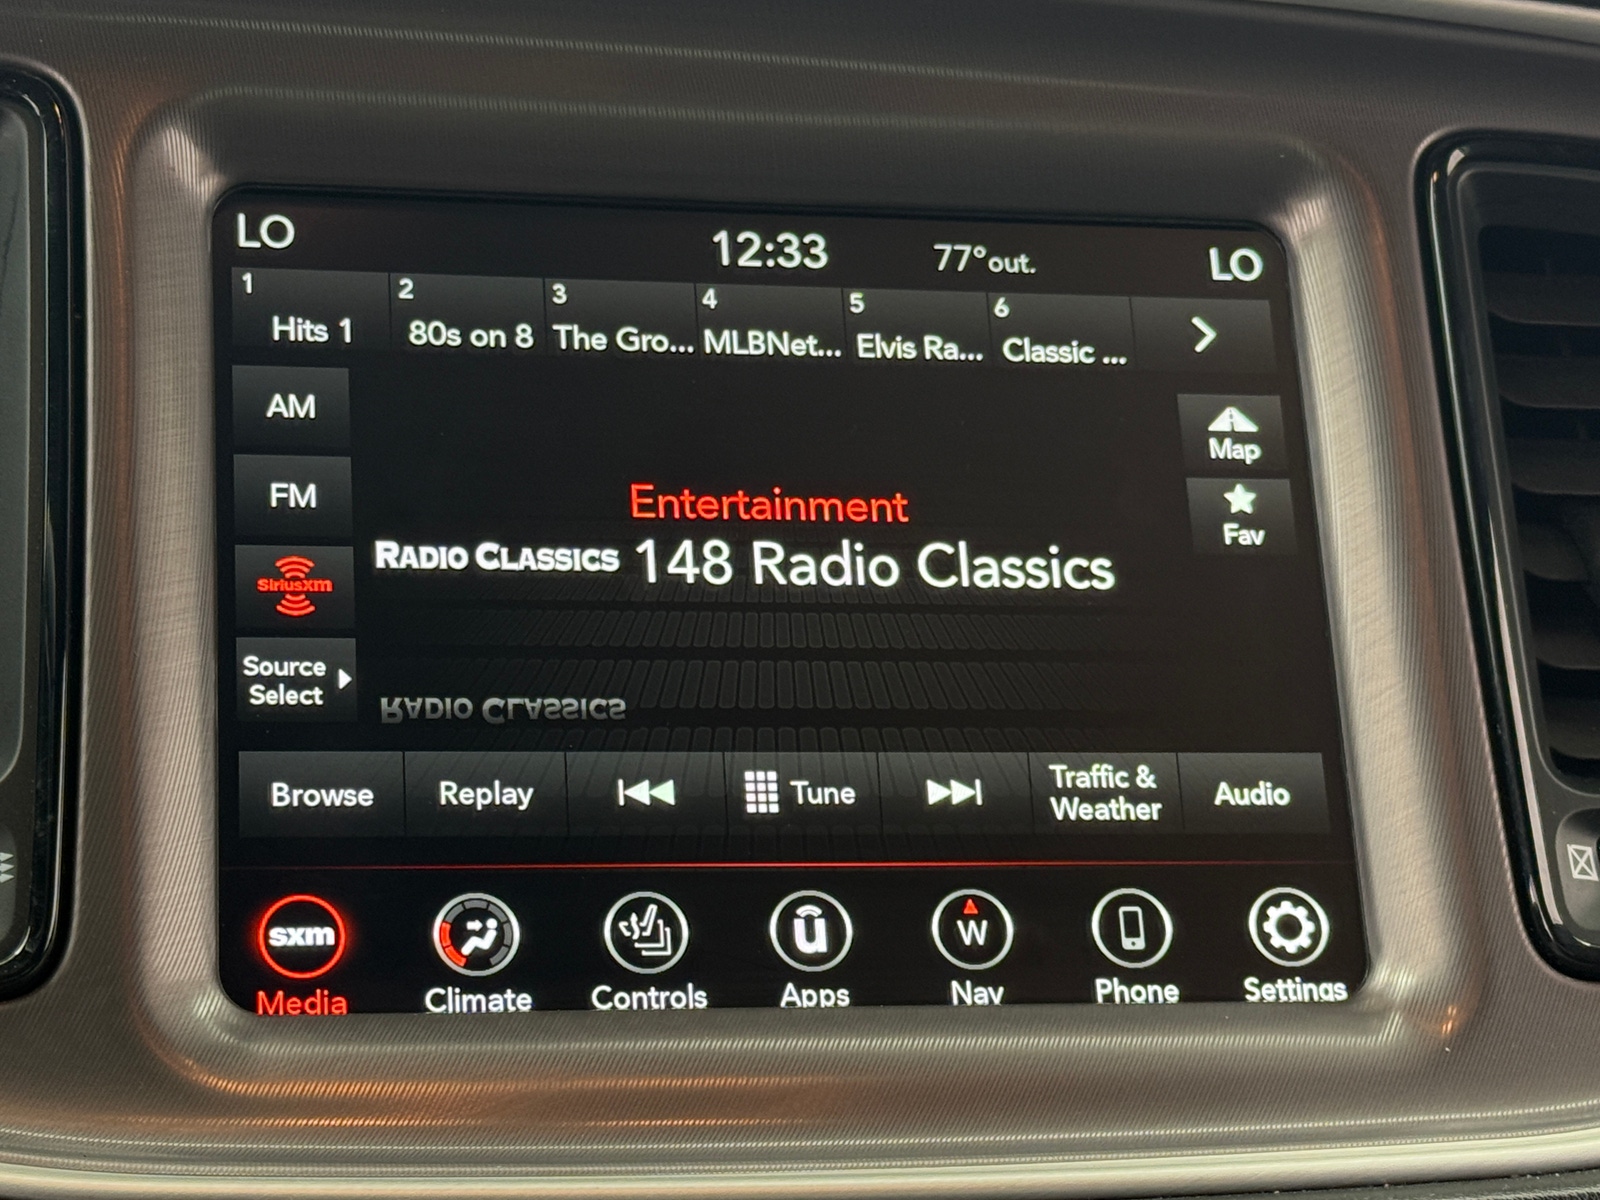 LO 12:33 77° out. LO
1 2 3 4 5 6
Hits 1 80s on 8 The Gro... MLBNet... Elvis Ra... Classic ...
AM
Map
FM
Fav
Entertainment
RADIO CLASSICS 148 Radio Classics
SiriusXM
Source
Select
RADIO CLASSICS
Browse Replay Tune Traffic &
Weather Audio
sxm u W
Media Climate Controls Apps Nav Phone Settings